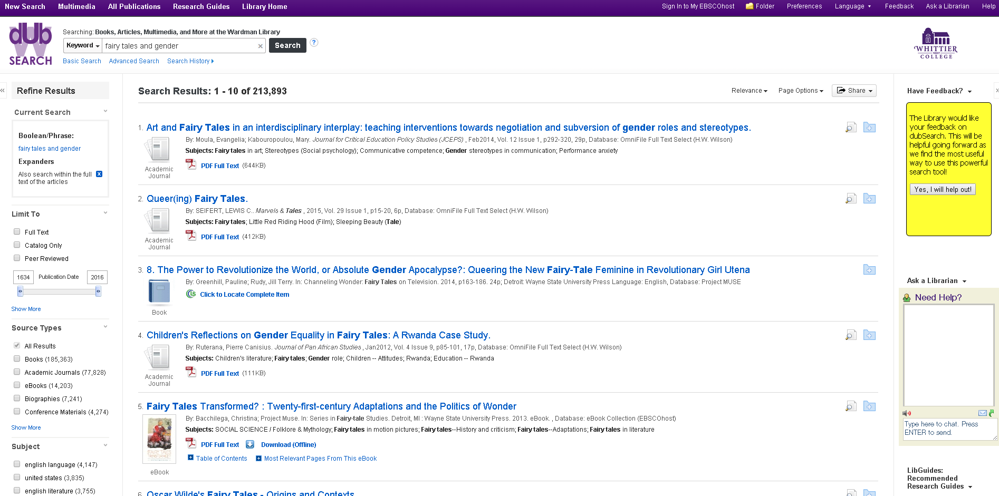 New Search Multimedia All Publications Research Guides Library Home Sign In to My EBSCOhost Folder Preferences Language Feedback Ask a Librarian Help
dUb
W
SEARCH
Searching: Books, Articles, Multimedia, and More at the Wardman Library
Keyword fairy tales and gender × Search ?
Basic Search Advanced Search Search History
WHITTIER
1887
COLLEGE
«
Refine Results
Current Search
Boolean/Phrase:
fairy tales and gender
Expanders
Also search within the full
text of the articles
Limit To
Full Text
Catalog Only
Peer Reviewed
1634 Publication Date 2016
Show More
Source Types
All Results
Books (185,363)
Academic Journals (77,828)
eBooks (14,203)
Biographies (7,241)
Conference Materials (4,274)
Show More
Subject
english language (4,147)
united states (3,835)
english literature (3,755)
Search Results: 1 - 10 of 213,893
Relevance Page Options Share
1. Art and Fairy Tales in an interdisciplinary interplay: teaching interventions towards negotiation and subversion of gender roles and stereotypes.
By: Moula, Evangelia; Kabouropoulou, Mary. Journal for Critical Education Policy Studies (JCEPS) , Feb2014, Vol. 12 Issue 1, p292-320, 29p, Database: OmniFile Full Text Select (H.W. Wilson)
Subjects: Fairy tales in art; Stereotypes (Social psychology); Communicative competence; Gender stereotypes in communication; Performance anxiety
PDF Full Text (644KB)
Academic
Journal
2. Queer(ing) Fairy Tales.
By: SEIFERT, LEWIS C.. Marvels & Tales , 2015, Vol. 29 Issue 1, p15-20, 6p, Database: OmniFile Full Text Select (H.W. Wilson)
Subjects: Fairy tales; Little Red Riding Hood (Film); Sleeping Beauty (Tale)
PDF Full Text (412KB)
Academic
Journal
3. 8. The Power to Revolutionize the World, or Absolute Gender Apocalypse?: Queering the New Fairy-Tale Feminine in Revolutionary Girl Utena
By: Greenhill, Pauline; Rudy, Jill Terry. In: Channeling Wonder: Fairy Tales on Television. 2014, p163-186. 24p; Detroit: Wayne State University Press Language: English, Database: Project MUSE
Click to Locate Complete Item
Book
4. Children's Reflections on Gender Equality in Fairy Tales: A Rwanda Case Study.
By: Ruterana, Pierre Canisius. Journal of Pan African Studies , Jan2012, Vol. 4 Issue 9, p85-101, 17p, Database: OmniFile Full Text Select (H.W. Wilson)
Subjects: Children's literature; Fairy tales; Gender role; Children -- Attitudes; Rwanda; Education -- Rwanda
PDF Full Text (111KB)
Academic
Journal
5. Fairy Tales Transformed? : Twenty-first-century Adaptations and the Politics of Wonder
By: Bacchilega, Christina; Project Muse. In: Series in Fairy-tale Studies. Detroit, MI : Wayne State University Press. 2013. eBook. , Database: eBook Collection (EBSCOhost)
Subjects: SOCIAL SCIENCE / Folklore & Mythology; Fairy tales in motion pictures; Fairy tales--History and criticism; Fairy tales--Adaptations; Fairy tales in literature
PDF Full Text Download (Offline)
Table of Contents Most Relevant Pages From This eBook
eBook
6. Oscar Wilde's Fairy Tales - Origins and Contexts
»
Have Feedback?
The Library would like
your feedback on
dubSearch. This will be
helpful going forward as
we find the most useful
way to use this powerful
search tool!
Yes, I will help out!
Ask a Librarian
Need Help?
Type here to chat. Press
ENTER to send.
LibGuides:
Recommended
Research Guides